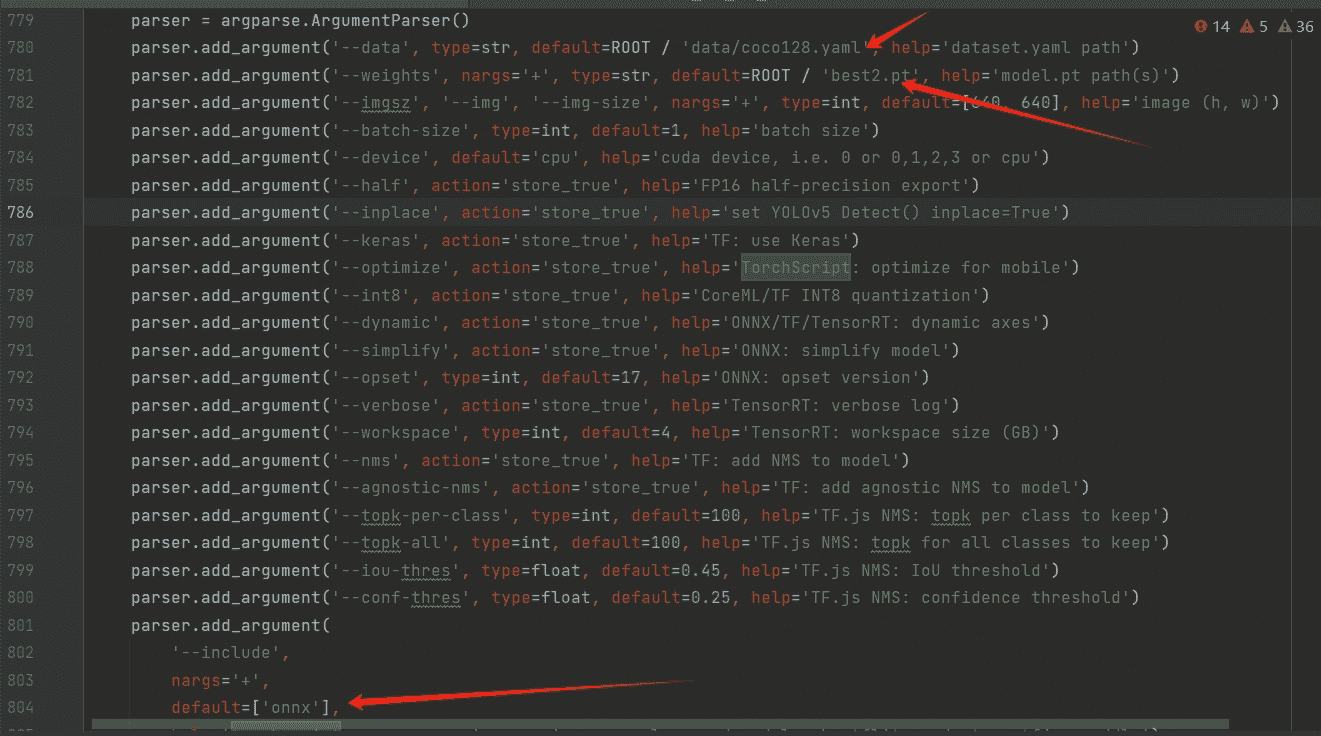 14 5 36
779 parser = argparse.ArgumentParser()
780 parser.add_argument('--data', type=str, default=ROOT / 'data/coco128.yaml', help='dataset.yaml path')
781 parser.add_argument('--weights', nargs='+', type=str, default=ROOT / 'best2.pt', help='model.pt path(s)')
782 parser.add_argument('--imgsz', '--img', '--img-size', nargs='+', type=int, default=[640, 640], help='image (h, w)')
783 parser.add_argument('--batch-size', type=int, default=1, help='batch size')
784 parser.add_argument('--device', default='cpu', help='cuda device, i.e. 0 or 0,1,2,3 or cpu')
785 parser.add_argument('--half', action='store_true', help='FP16 half-precision export')
786 parser.add_argument('--inplace', action='store_true', help='set YOLOv5 Detect() inplace=True')
787 parser.add_argument('--keras', action='store_true', help='TF: use Keras')
788 parser.add_argument('--optimize', action='store_true', help='TorchScript: optimize for mobile')
789 parser.add_argument('--int8', action='store_true', help='CoreML/TF INT8 quantization')
790 parser.add_argument('--dynamic', action='store_true', help='ONNX/TF/TensorRT: dynamic axes')
791 parser.add_argument('--simplify', action='store_true', help='ONNX: simplify model')
792 parser.add_argument('--opset', type=int, default=17, help='ONNX: opset version')
793 parser.add_argument('--verbose', action='store_true', help='TensorRT: verbose log')
794 parser.add_argument('--workspace', type=int, default=4, help='TensorRT: workspace size (GB)')
795 parser.add_argument('--nms', action='store_true', help='TF: add NMS to model')
796 parser.add_argument('--agnostic-nms', action='store_true', help='TF: add agnostic NMS to model')
797 parser.add_argument('--topk-per-class', type=int, default=100, help='TF.js NMS: topk per class to keep')
798 parser.add_argument('--topk-all', type=int, default=100, help='TF.js NMS: topk for all classes to keep')
799 parser.add_argument('--iou-thres', type=float, default=0.45, help='TF.js NMS: IoU threshold')
800 parser.add_argument('--conf-thres', type=float, default=0.25, help='TF.js NMS: confidence threshold')
801 parser.add_argument(
802 '--include',
803 nargs='+',
804 default=['onnx'],